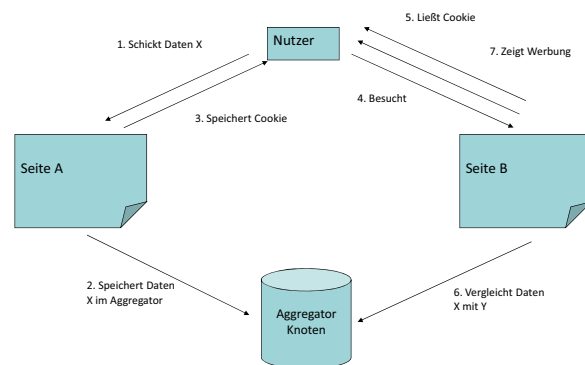 5. Ließt Cookie
1. Schickt Daten X
Nutzer
7. Zeigt Werbung
4. Besucht
3. Speichert Cookie
Seite A
Seite B
2. Speichert Daten
X im Aggregator
6. Vergleicht Daten
X mit Y
Aggregator
Knoten